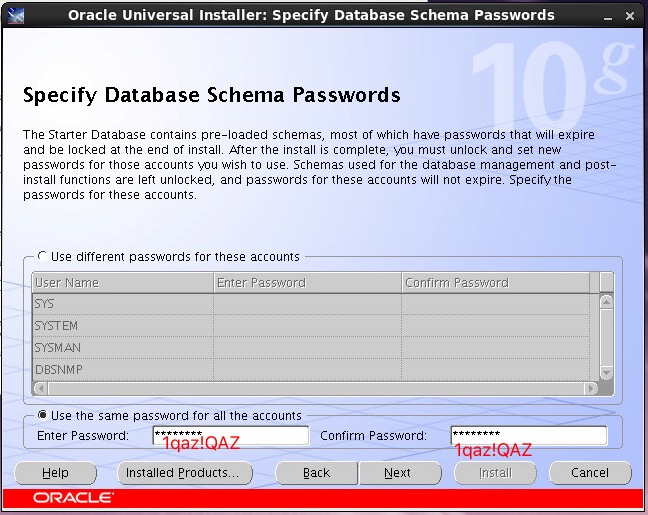 Oracle Universal Installer: Specify Database Schema Passwords
10g
Specify Database Schema Passwords
The Starter Database contains pre-loaded schemas, most of which have passwords that will expire
and be locked at the end of install. After the install is complete, you must unlock and set new
passwords for those accounts you wish to use. Schemas used for the database management and post-
install functions are left unlocked, and passwords for these accounts will not expire. Specify the
passwords for these accounts.
Use different passwords for these accounts
User Name Enter Password Confirm Password
SYS
SYSTEM
SYSMAN
DBSNMP
Use the same password for all the accounts
Enter Password: ******** Confirm Password: ********
1qaz!QAZ 1qaz!QAZ
Help Installed Products... Back Next Install Cancel
ORACLE